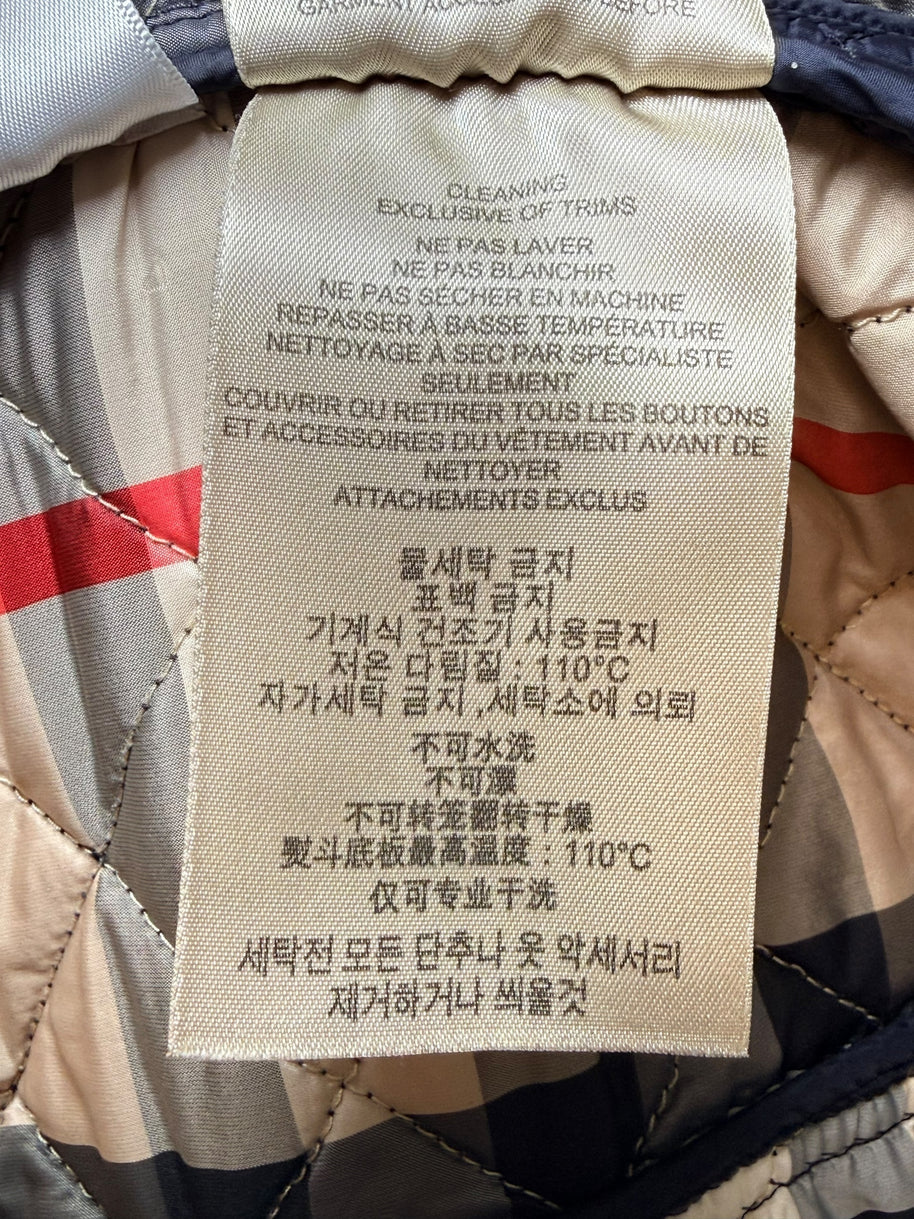 GARMENT ACCESS BEFORE
CLEANING
EXCLUSIVE OF TRIMS
NE PAS LAVER
NE PAS BLANCHIR
NE PAS SÉCHER EN MACHINE
REPASSER À BASSE TEMPÉRATURE
NETTOYAGE À SEC PAR SPÉCIALISTE
SEULEMENT
COUVRIR OU RETIRER TOUS LES BOUTONS
ET ACCESSOIRES DU VÊTEMENT AVANT DE
NETTOYER
ATTACHEMENTS EXCLUS
물세탁 금지
표백 금지
기계식 건조기 사용금지
저온 다림질 : 110°C
자가세탁 금지 ,세탁소에 의뢰
不可水洗
不可漂
不可转笼翻转干燥
熨斗底板最高温度 : 110°C
仅可专业干洗
세탁전 모든 단추나 옷 악세서리
제거하거나 씌울것